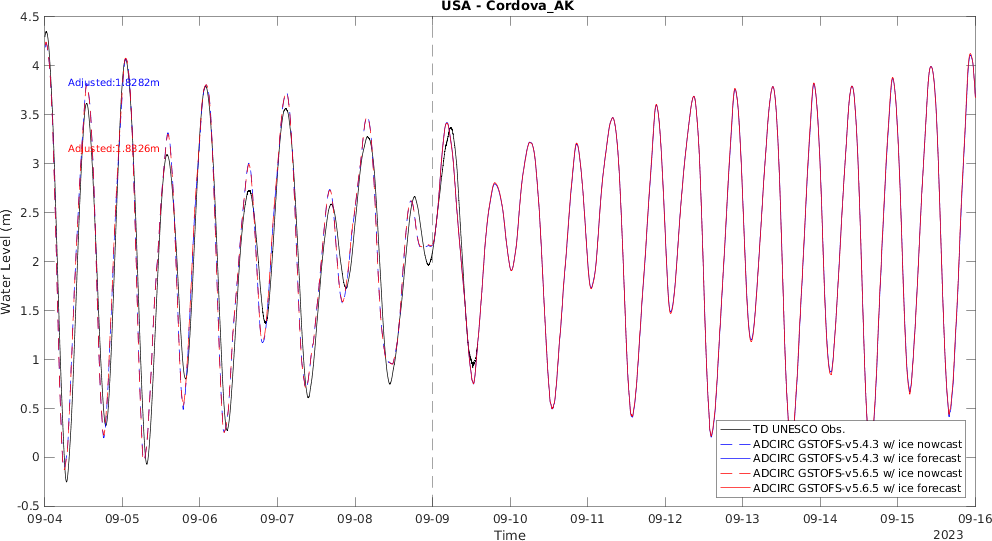 USA - Cordova_AK
4.5
4
3.5
3
2.5
2
1.5
1
0.5
0
-0.5
Water Level (m)
Adjusted:1.8282m
Adjusted:1.8326m
TD UNESCO Obs.
ADCIRC GSTOFS-v5.4.3 w/ ice nowcast
ADCIRC GSTOFS-v5.4.3 w/ ice forecast
ADCIRC GSTOFS-v5.6.5 w/ ice nowcast
ADCIRC GSTOFS-v5.6.5 w/ ice forecast
09-04 09-05 09-06 09-07 09-08 09-09 09-10 09-11 09-12 09-13 09-14 09-15 09-16
Time
2023